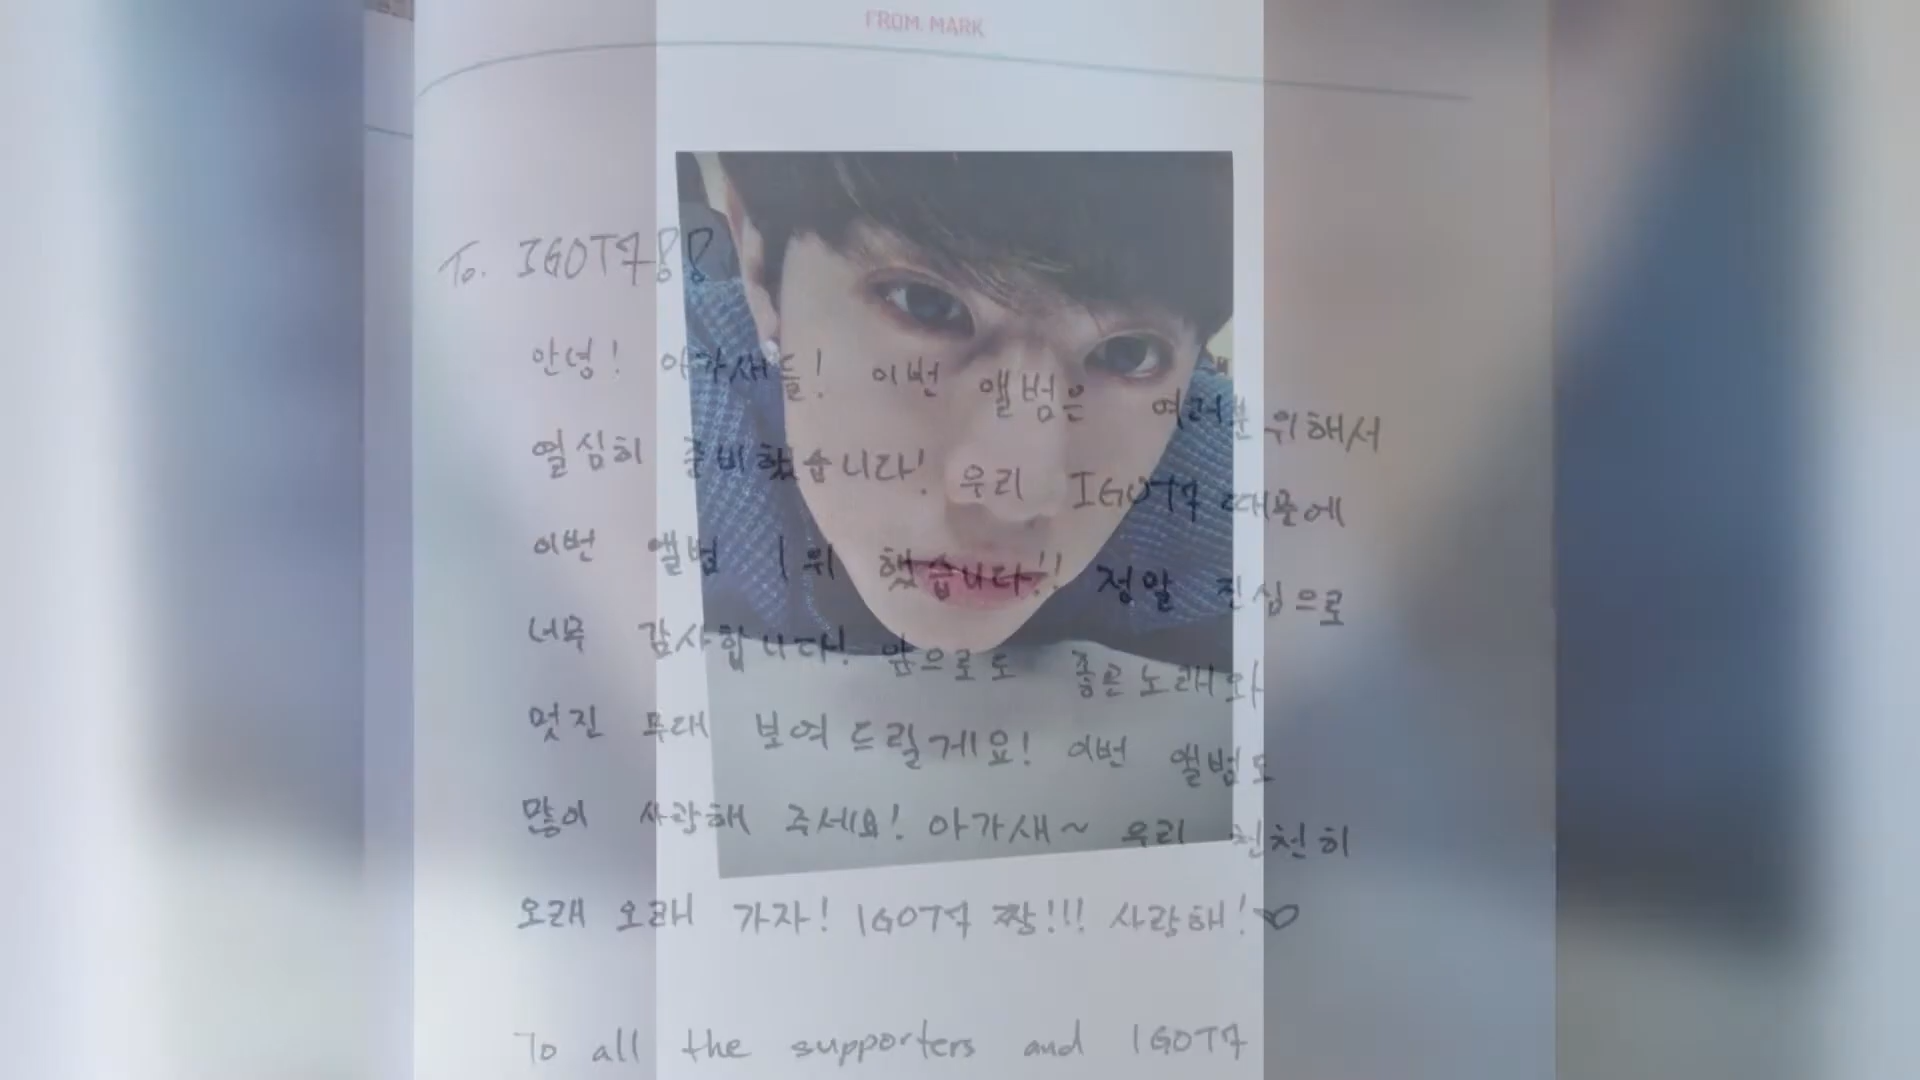 FROM. MARK
To. IGOT7!!
안녕! 아가새들! 이번 앨범은 여러분 위해서
열심히 준비했습니다! 우리 IGOT7 때문에
이번 앨범 1위 했습니다!! 정말 진심으로
너무 감사합니다! 앞으로도 좋은 노래와
멋진 무대 보여 드릴게요! 이번 앨범도
많이 사랑해 주세요! 아가새~ 우리 천천히
오래 오래 가자! IGOT7 짱!!! 사랑해!♡
To all the supporters and IGOT7